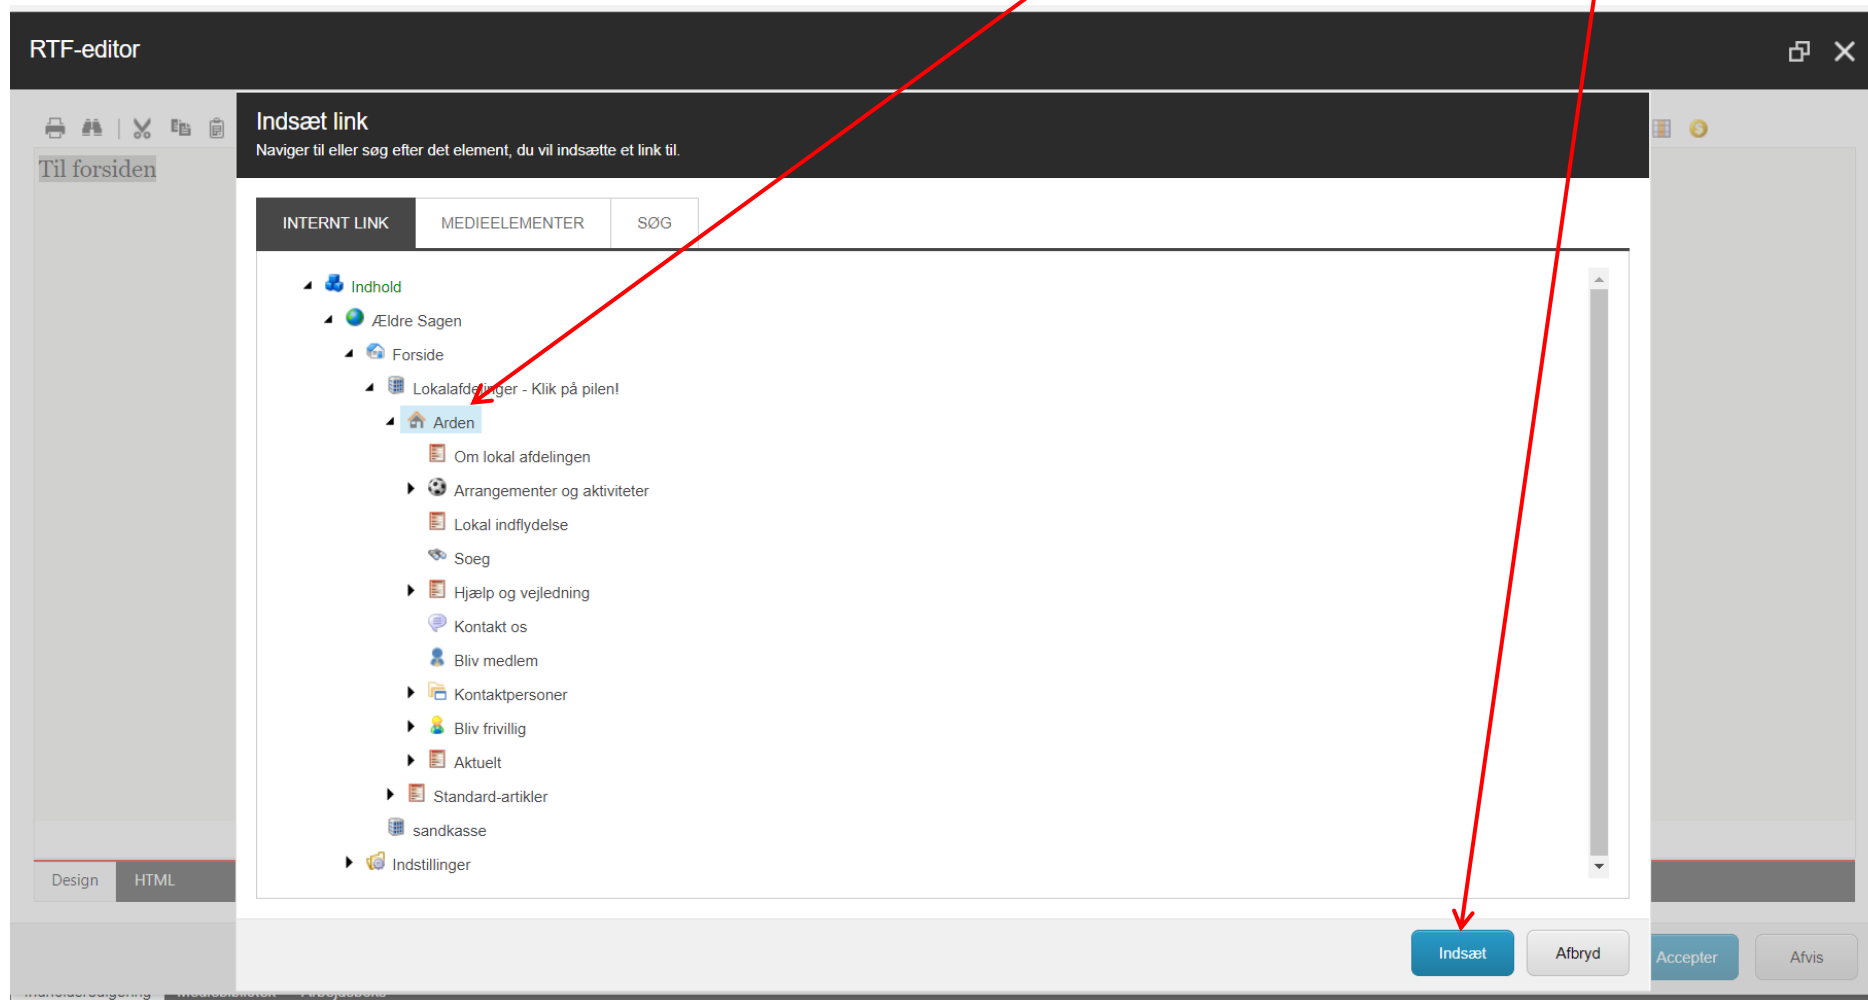 RTF-editor
Indsæt link
Naviger til eller søg efter det element, du vil indsætte et link til.
Til forsiden
INTERNT LINK MEDIEELEMENTER SØG
Indhold
Ældre Sagen
Forside
Lokalafdelinger - Klik på pilen!
Arden
Om lokal afdelingen
Arrangementer og aktiviteter
Lokal indflydelse
Soeg
Hjælp og vejledning
Kontakt os
Bliv medlem
Kontaktpersoner
Bliv frivillig
Aktuelt
Standard-artikler
sandkasse
Indstillinger
Design HTML
Indsæt Afbryd Accepter Afvis